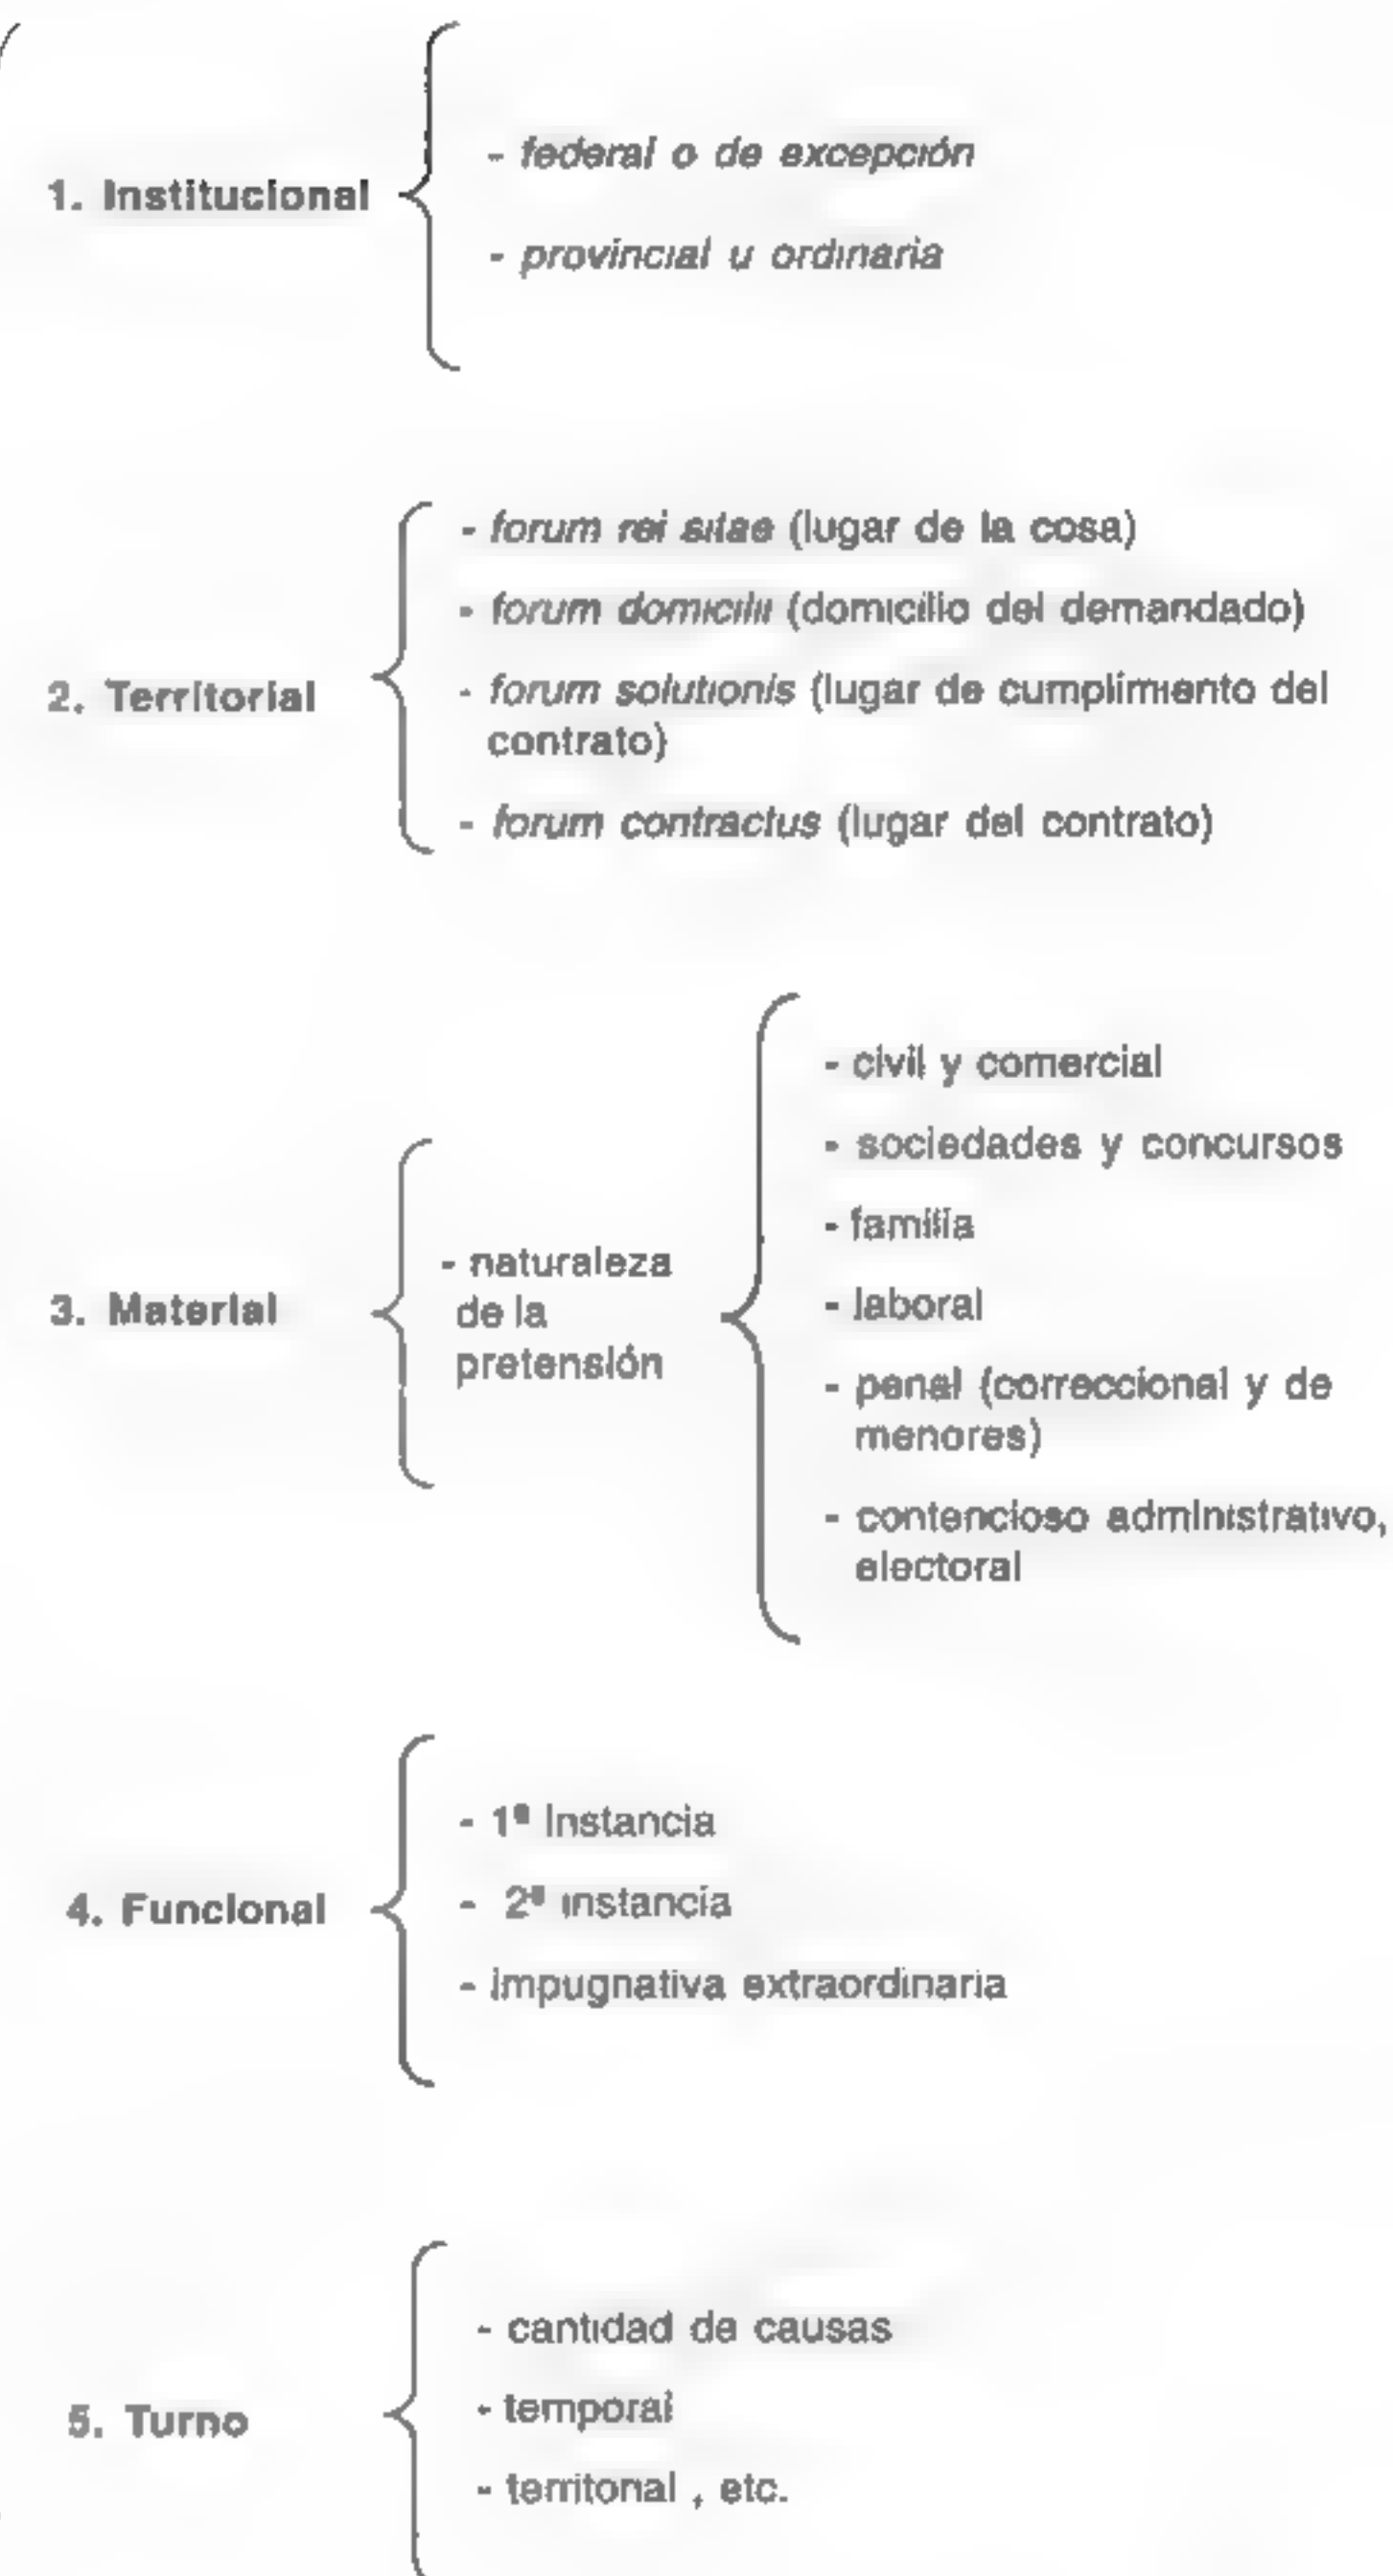 1. Institucional
- federal o de excepción
- provincial u ordinaria
2. Territorial
- forum rei sitae (lugar de la cosa)
- forum domicilii (domicilio del demandado)
- forum solutionis (lugar de cumplimiento del
contrato)
- forum contractus (lugar del contrato)
3. Material
- naturaleza
de la
pretensión
- civil y comercial
- sociedades y concursos
- familia
- laboral
- penal (correccional y de
menores)
- contencioso administrativo,
electoral
4. Funcional
- 1ª Instancia
- 2ª instancia
- impugnativa extraordinaria
5. Turno
- cantidad de causas
- temporal
- territorial , etc.